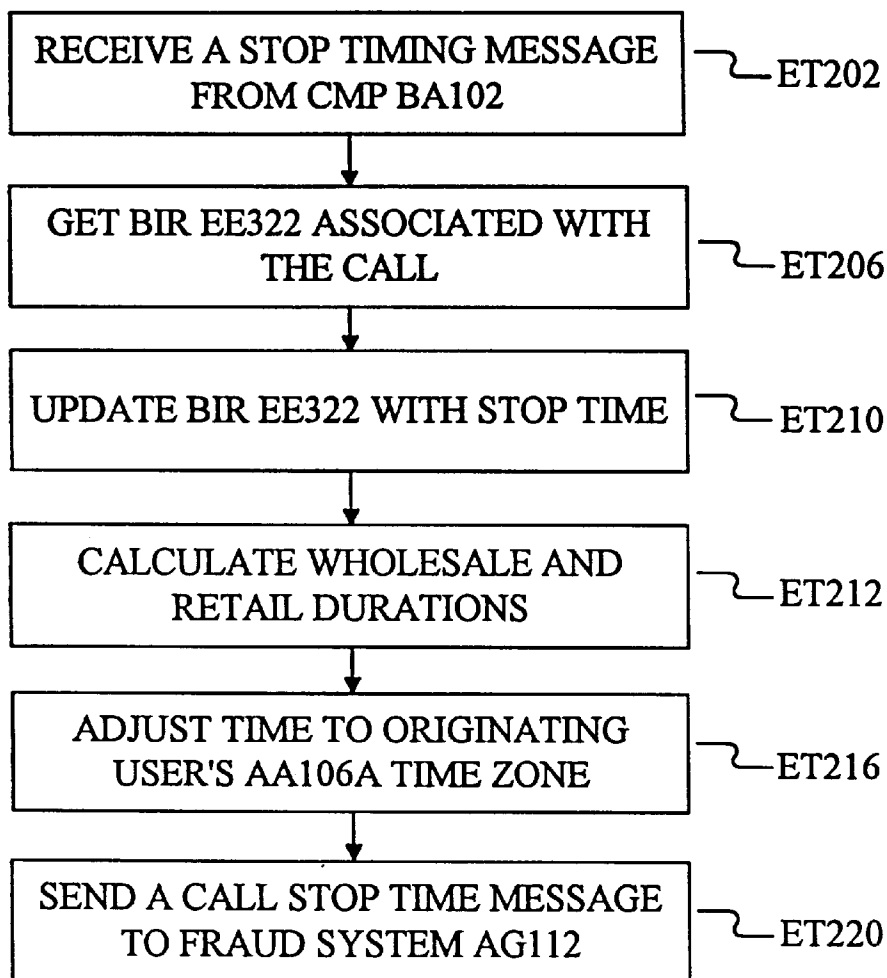 RECEIVE A STOP TIMING MESSAGE
FROM CMP BA102
ET202
GET BIR EE322 ASSOCIATED WITH
THE CALL
ET206
UPDATE BIR EE322 WITH STOP TIME
ET210
CALCULATE WHOLESALE AND
RETAIL DURATIONS
ET212
ADJUST TIME TO ORIGINATING
USER'S AA106A TIME ZONE
ET216
SEND A CALL STOP TIME MESSAGE
TO FRAUD SYSTEM AG112
ET220